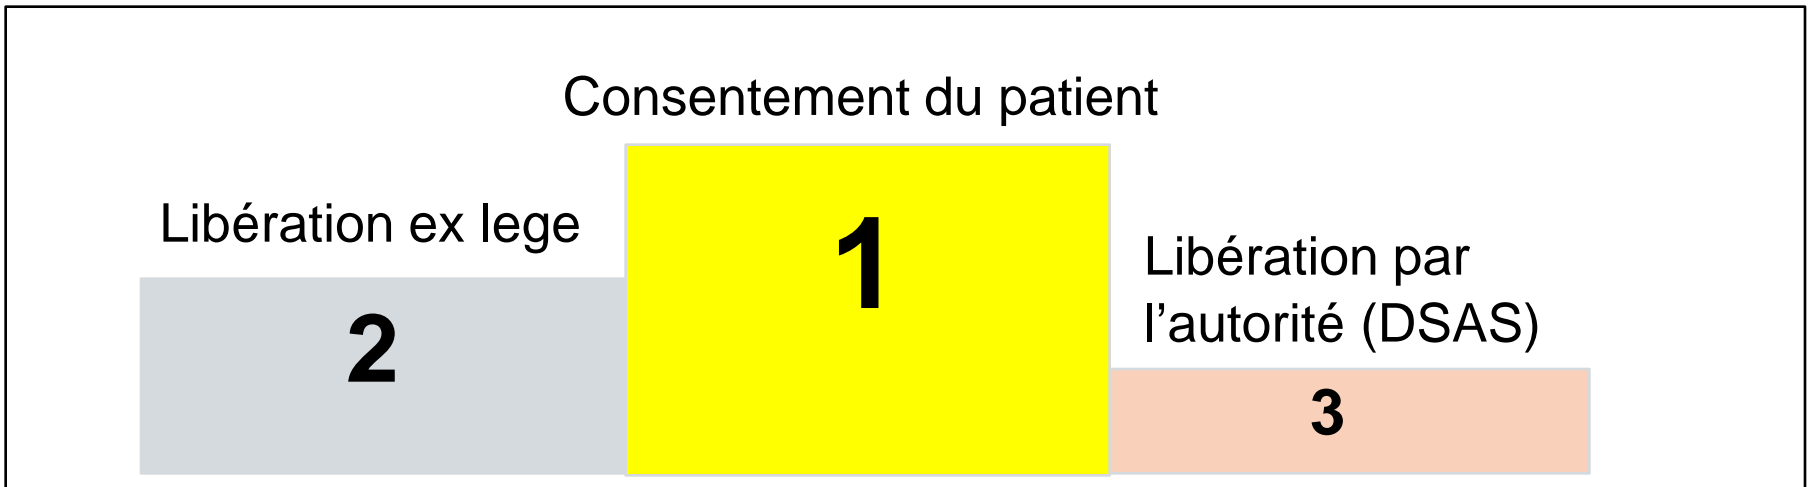 Consentement du patient
Libération ex lege
1
Libération par
l’autorité (DSAS)
2
3